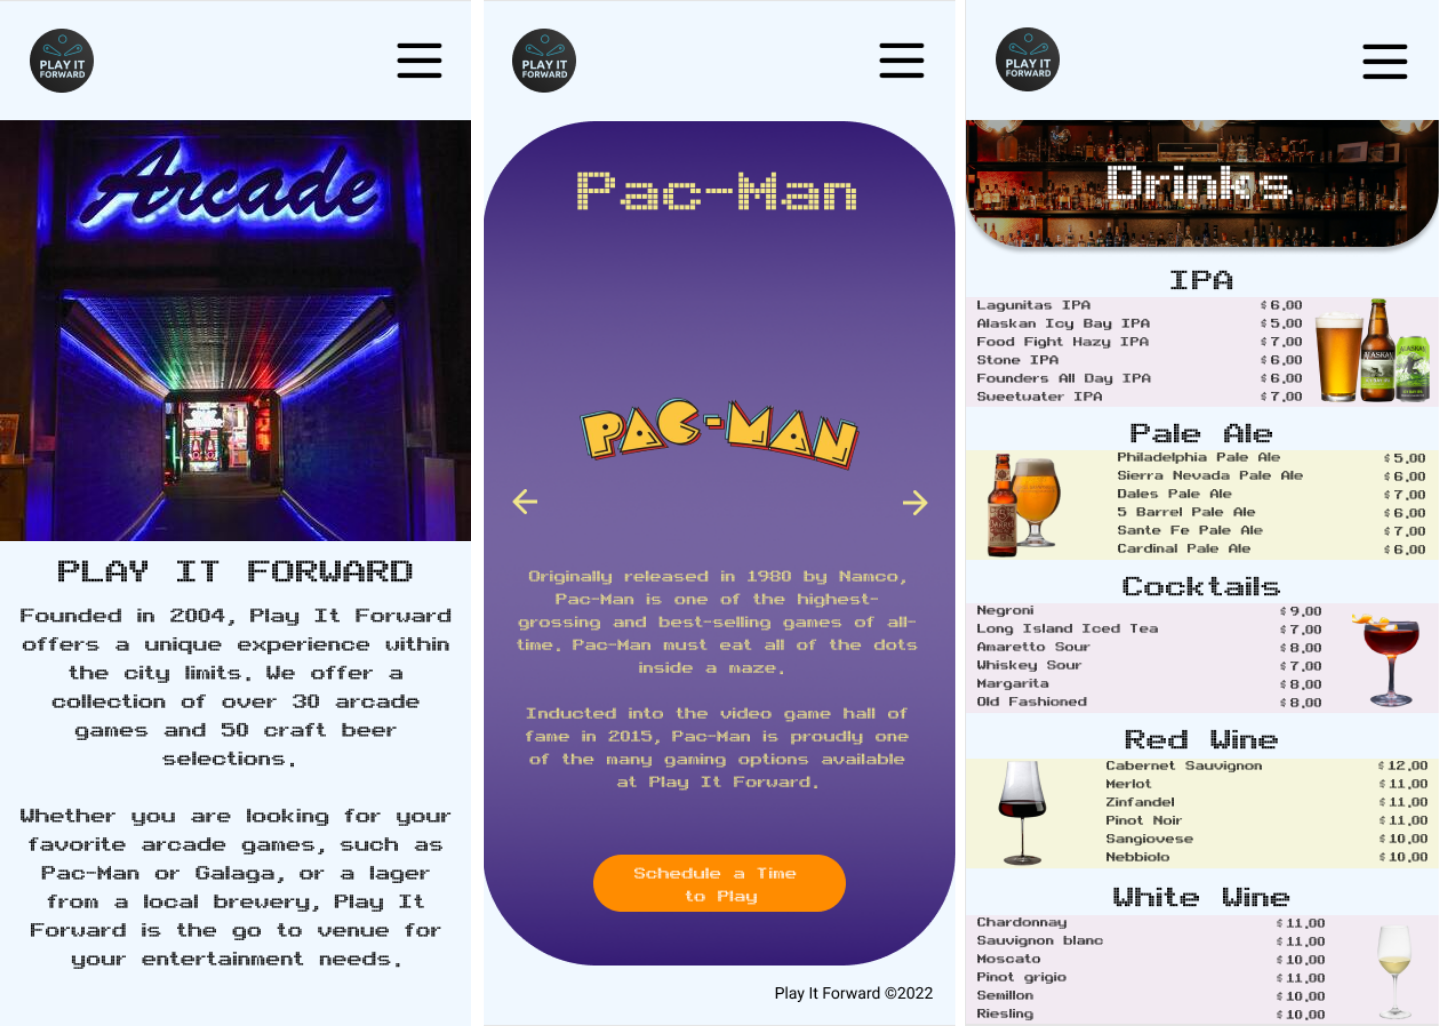 PLAY IT
FORWARD
Arcade
PLAY IT FORWARD
Founded in 2004, Play It Forward
offers a unique experience within
the city limits. We offer a
collection of over 30 arcade
games and 50 craft beer
selections.
Whether you are looking for your
favorite arcade games, such as
Pac-Man or Galaga, or a lager
from a local brewery, Play It
Forward is the go to venue for
your entertainment needs.
PLAY IT
FORWARD
Pac-Man
PAC-MAN
Originally released in 1980 by Namco,
Pac-Man is one of the highest-
grossing and best-selling games of all-
time. Pac-Man must eat all of the dots
inside a maze.
Inducted into the video game hall of
fame in 2015, Pac-Man is proudly one
of the many gaming options available
at Play It Forward.
Schedule a Time
to Play
Play It Forward ©2022
PLAY IT
FORWARD
Drinks
IPA
Lagunitas IPA $6.00
Alaskan Icy Bay IPA $5.00
Food Fight Hazy IPA $7.00
Stone IPA $6.00
Founders All Day IPA $6.00
Sweetwater IPA $7.00
ALASKAN
ALASKAN
Pale Ale
Philadelphia Pale Ale $5.00
Sierra Nevada Pale Ale $6.00
Dales Pale Ale $7.00
5 Barrel Pale Ale $6.00
Sante Fe Pale Ale $7.00
Cardinal Pale Ale $6.00
Cocktails
Negroni $9.00
Long Island Iced Tea $7.00
Amaretto Sour $8.00
Whiskey Sour $7.00
Margarita $8.00
Old Fashioned $8.00
Red Wine
Cabernet Sauvignon $12.00
Merlot $11.00
Zinfandel $11.00
Pinot Noir $11.00
Sangiovese $10.00
Nebbiolo $10.00
White Wine
Chardonnay $11.00
Sauvignon blanc $11.00
Moscato $10.00
Pinot grigio $11.00
Semillon $10.00
Riesling $10.00